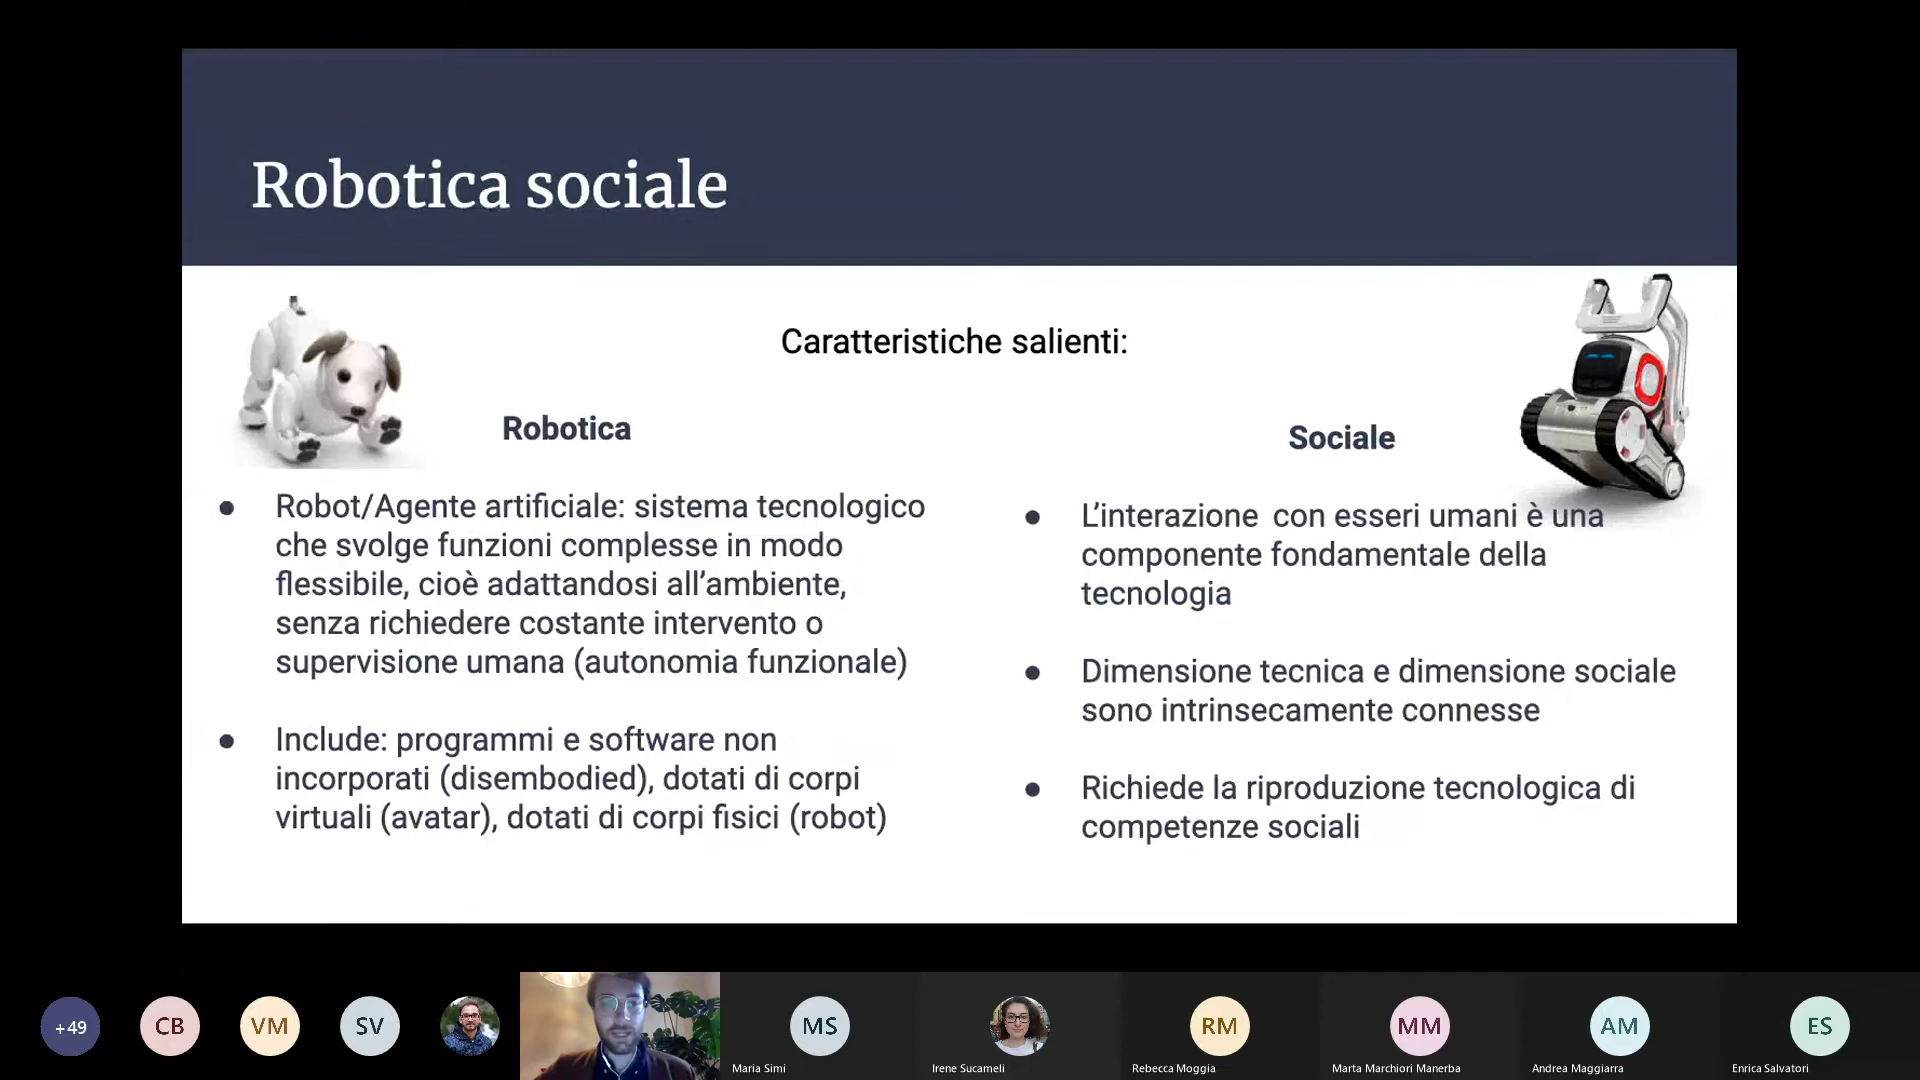 Robotica sociale
Caratteristiche salienti:
Robotica
● Robot/Agente artificiale: sistema tecnologico
che svolge funzioni complesse in modo
flessibile, cioè adattandosi all’ambiente,
senza richiedere costante intervento o
supervisione umana (autonomia funzionale)
● Include: programmi e software non
incorporati (disembodied), dotati di corpi
virtuali (avatar), dotati di corpi fisici (robot)
Sociale
● L’interazione con esseri umani è una
componente fondamentale della
tecnologia
● Dimensione tecnica e dimensione sociale
sono intrinsecamente connesse
● Richiede la riproduzione tecnologica di
competenze sociali
+49
CB
VM
SV
MS
Maria Simi
Irene Sucameli
RM
Rebecca Moggia
MM
Marta Marchiori Manerba
AM
Andrea Maggiarra
ES
Enrica Salvatori